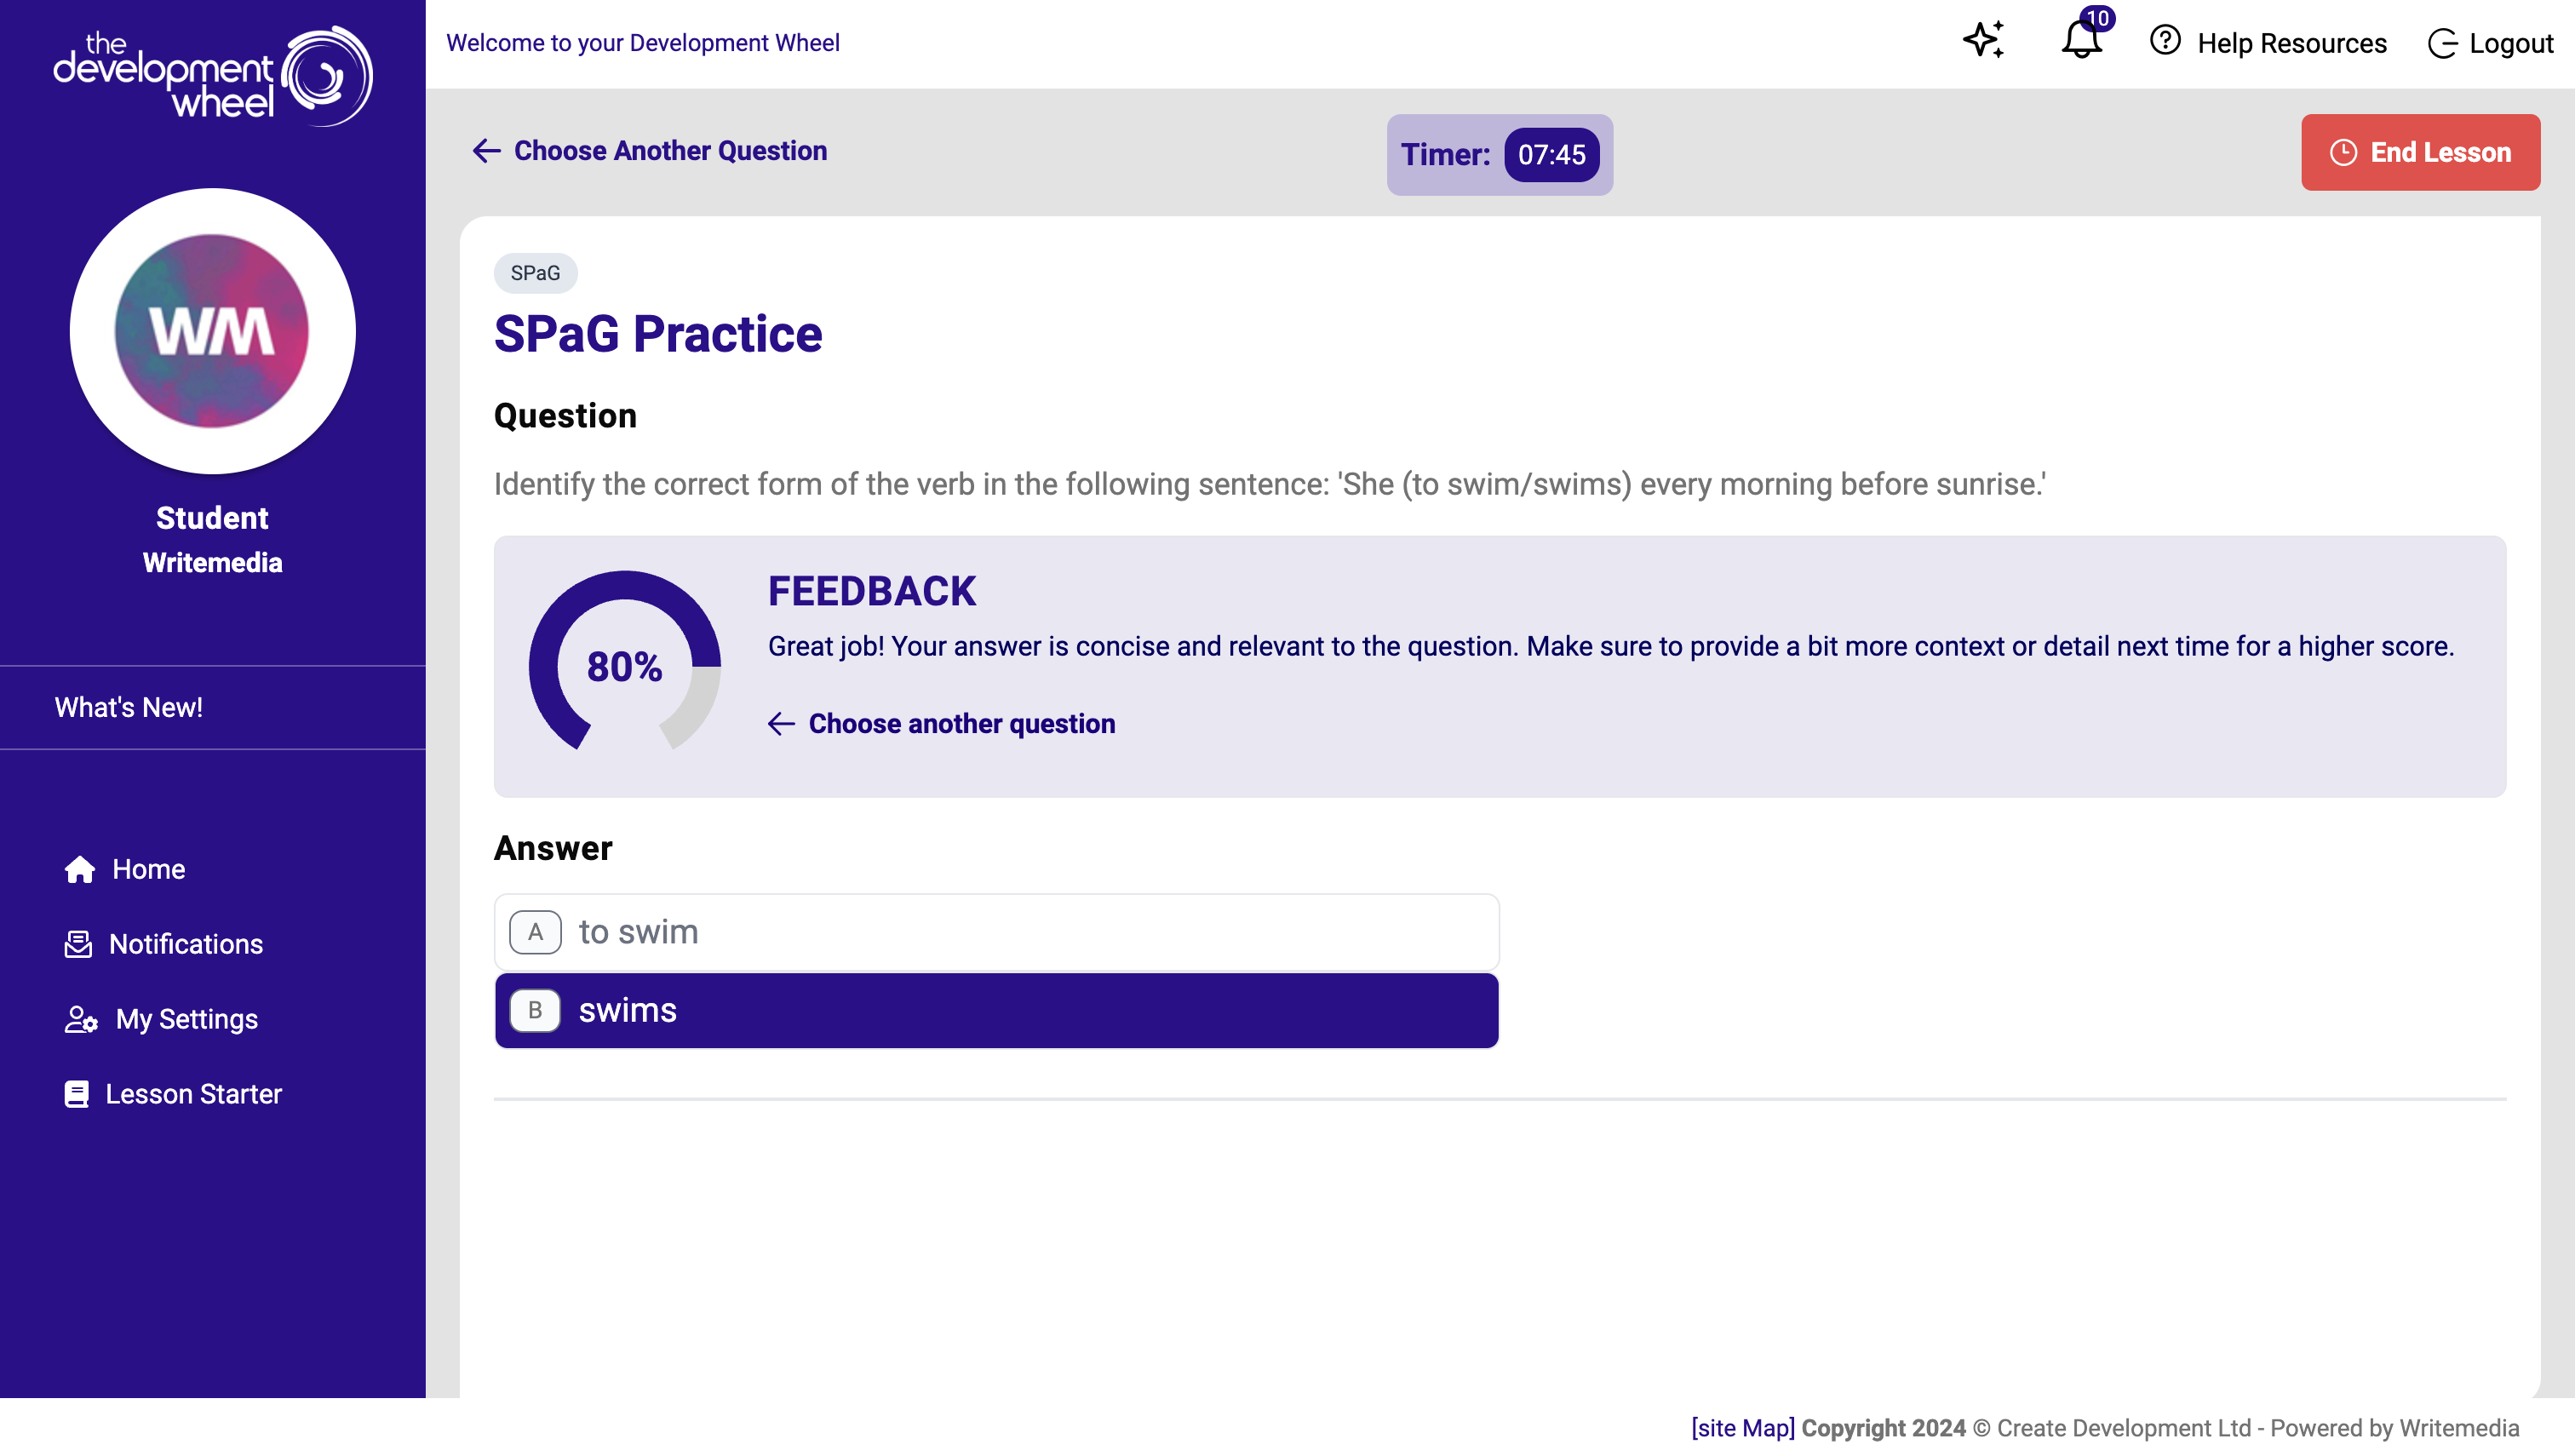 the
development
wheel
Welcome to your Development Wheel
10
Help Resources
Logout
Choose Another Question
Timer: 07:45
End Lesson
WM
Student
Writemedia
What's New!
Home
Notifications
My Settings
Lesson Starter
SPaG
SPaG Practice
Question
Identify the correct form of the verb in the following sentence: 'She (to swim/swims) every morning before sunrise.'
80%
FEEDBACK
Great job! Your answer is concise and relevant to the question. Make sure to provide a bit more context or detail next time for a higher score.
Choose another question
Answer
A to swim
B swims
[site Map] Copyright 2024 © Create Development Ltd - Powered by Writemedia